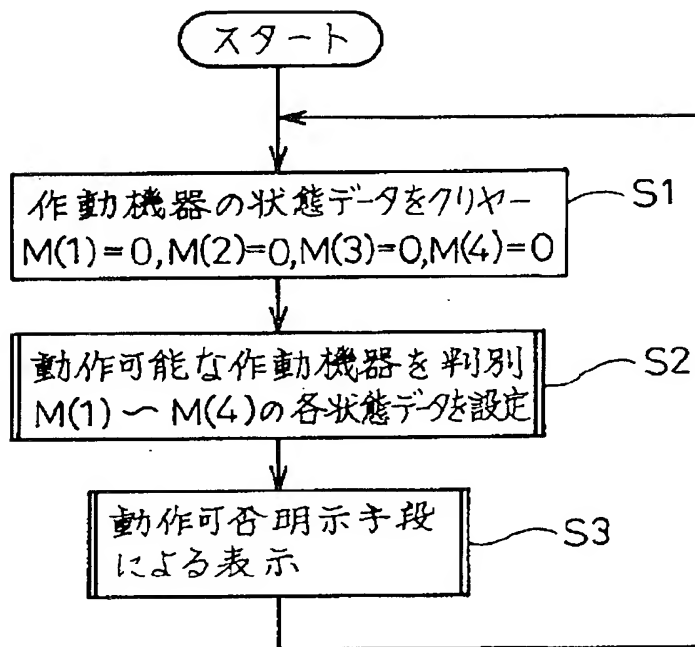 スタート
作動機器の状態データをクリヤー
M(1)=0,M(2)=0,M(3)=0,M(4)=0
S1
動作可能な作動機器を判別
M(1)〜M(4)の各状態データを設定
S2
動作可否明示手段
による表示
S3